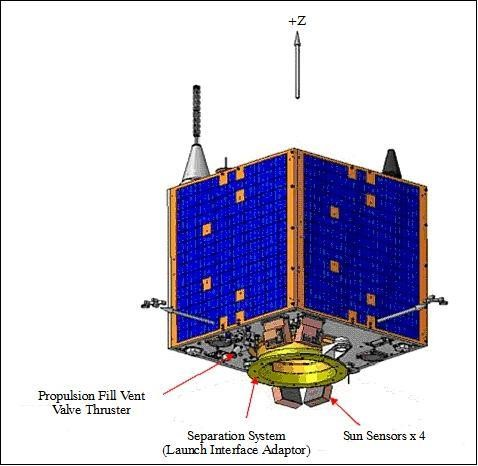 +Z
Propulsion Fill Vent
Valve Thruster
Separation System
(Launch Interface Adaptor)
Sun Sensors x 4